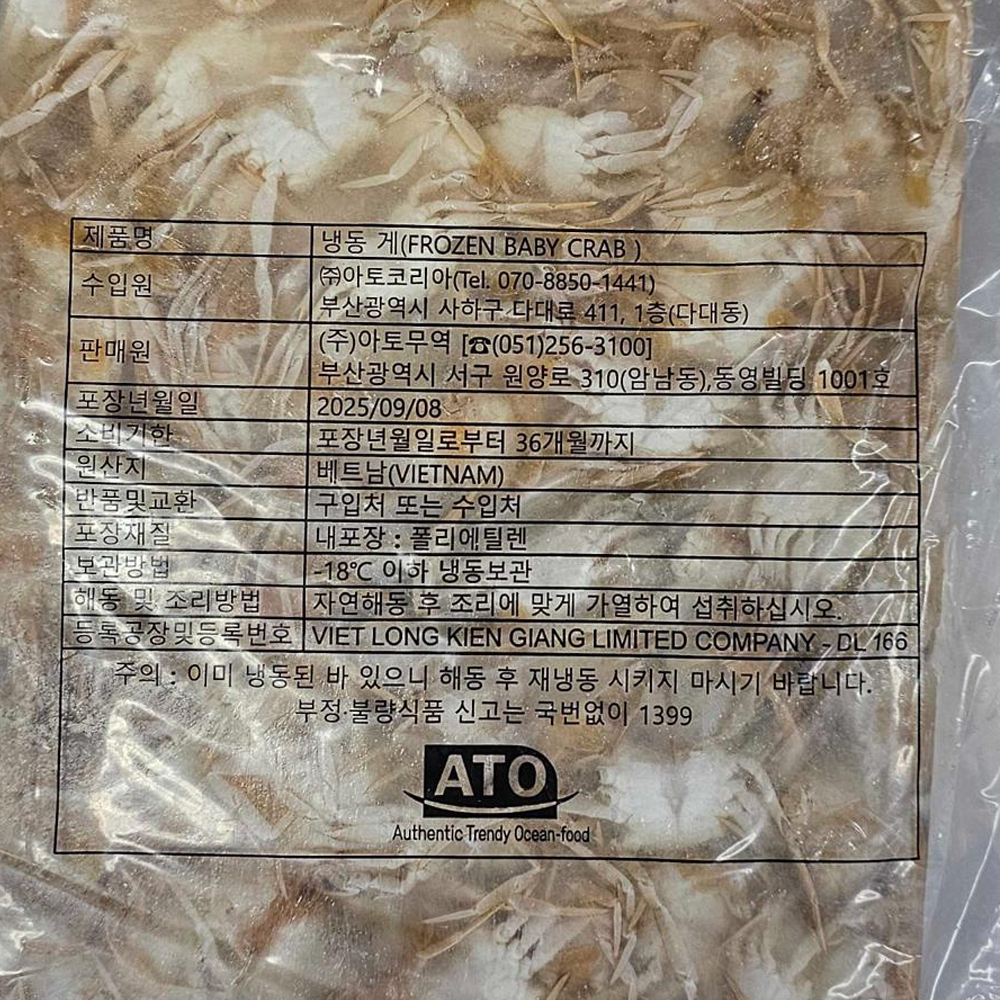 제품명 냉동 게(FROZEN BABY CRAB )
수입원 ㈜아토코리아(Tel. 070-8850-1441)
부산광역시 사하구 다대로 411, 1층(다대동)
판매원 (주)아토무역 [☎(051)256-3100]
부산광역시 서구 원양로 310(암남동),동영빌딩 1001호
포장년월일 2025/09/08
소비기한 포장년월일로부터 36개월까지
원산지 베트남(VIETNAM)
반품및교환 구입처 또는 수입처
포장재질 내포장 : 폴리에틸렌
보관방법 -18℃ 이하 냉동보관
해동 및 조리방법 자연해동 후 조리에 맞게 가열하여 섭취하십시오.
등록공장및등록번호 VIET LONG KIEN GIANG LIMITED COMPANY - DL 166
주의 : 이미 냉동된 바 있으니 해동 후 재냉동 시키지 마시기 바랍니다.
부정·불량식품 신고는 국번없이 1399
ATO
Authentic Trendy Ocean-food